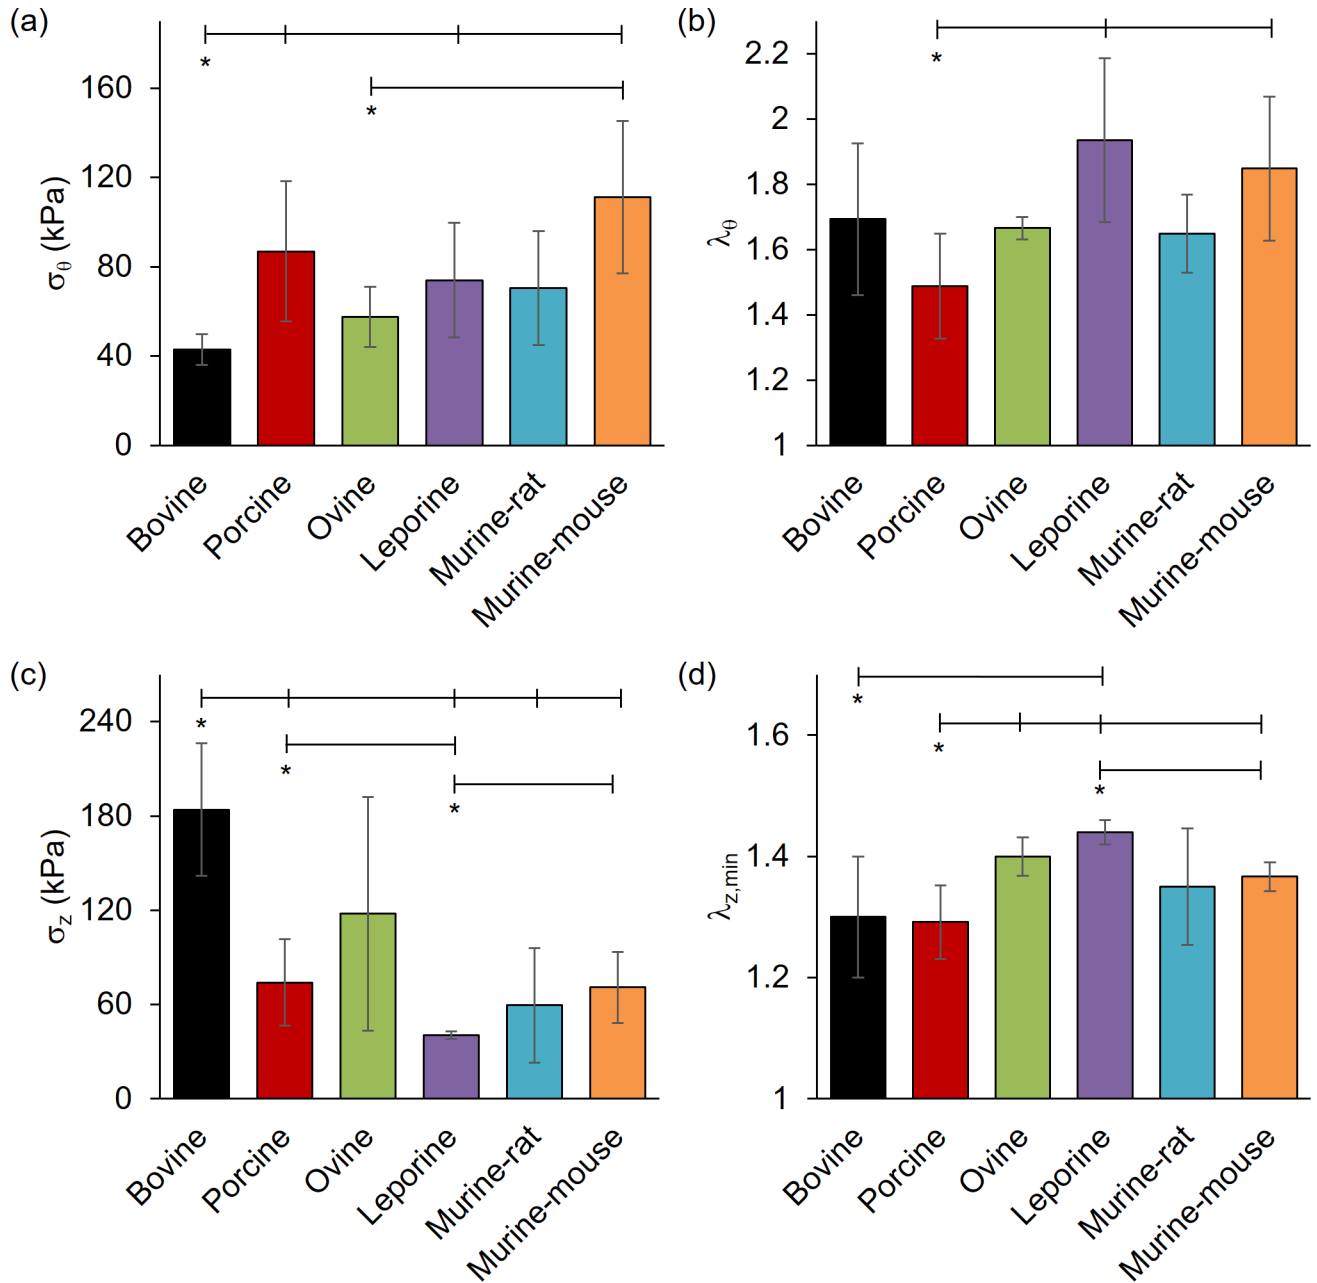 (a)
*
*
160
120
80
40
0
σθ (kPa)
Bovine
Porcine
Ovine
Leporine
Murine-rat
Murine-mouse
(b)
*
2.2
2
1.8
1.6
1.4
1.2
1
λθ
Bovine
Porcine
Ovine
Leporine
Murine-rat
Murine-mouse
(c)
*
*
*
240
180
120
60
0
σz (kPa)
Bovine
Porcine
Ovine
Leporine
Murine-rat
Murine-mouse
(d)
*
*
*
1.6
1.4
1.2
1
λz,min
Bovine
Porcine
Ovine
Leporine
Murine-rat
Murine-mouse